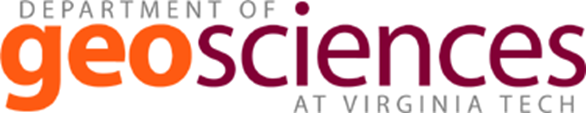 DEPARTMENT OF
geosciences
AT VIRGINIA TECH